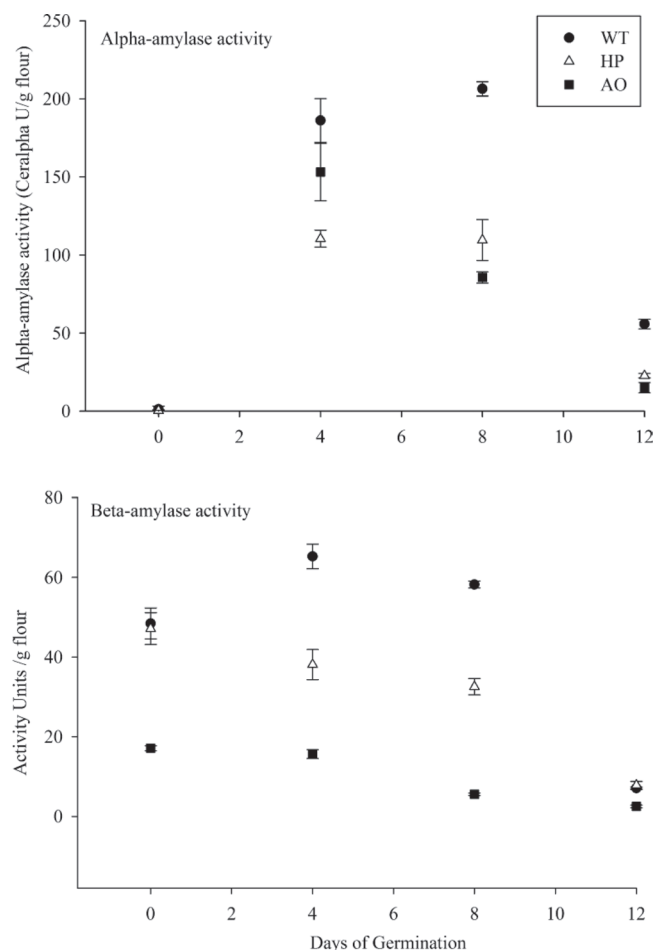 Alpha-amylase activity
WT
HP
AO
Alpha-amylase activity (Ceralpha U/g flour)
250
200
150
100
50
0
0 2 4 6 8 10 12
Beta-amylase activity
Activity Units /g flour
80
60
40
20
0
0 2 4 6 8 10 12
Days of Germination